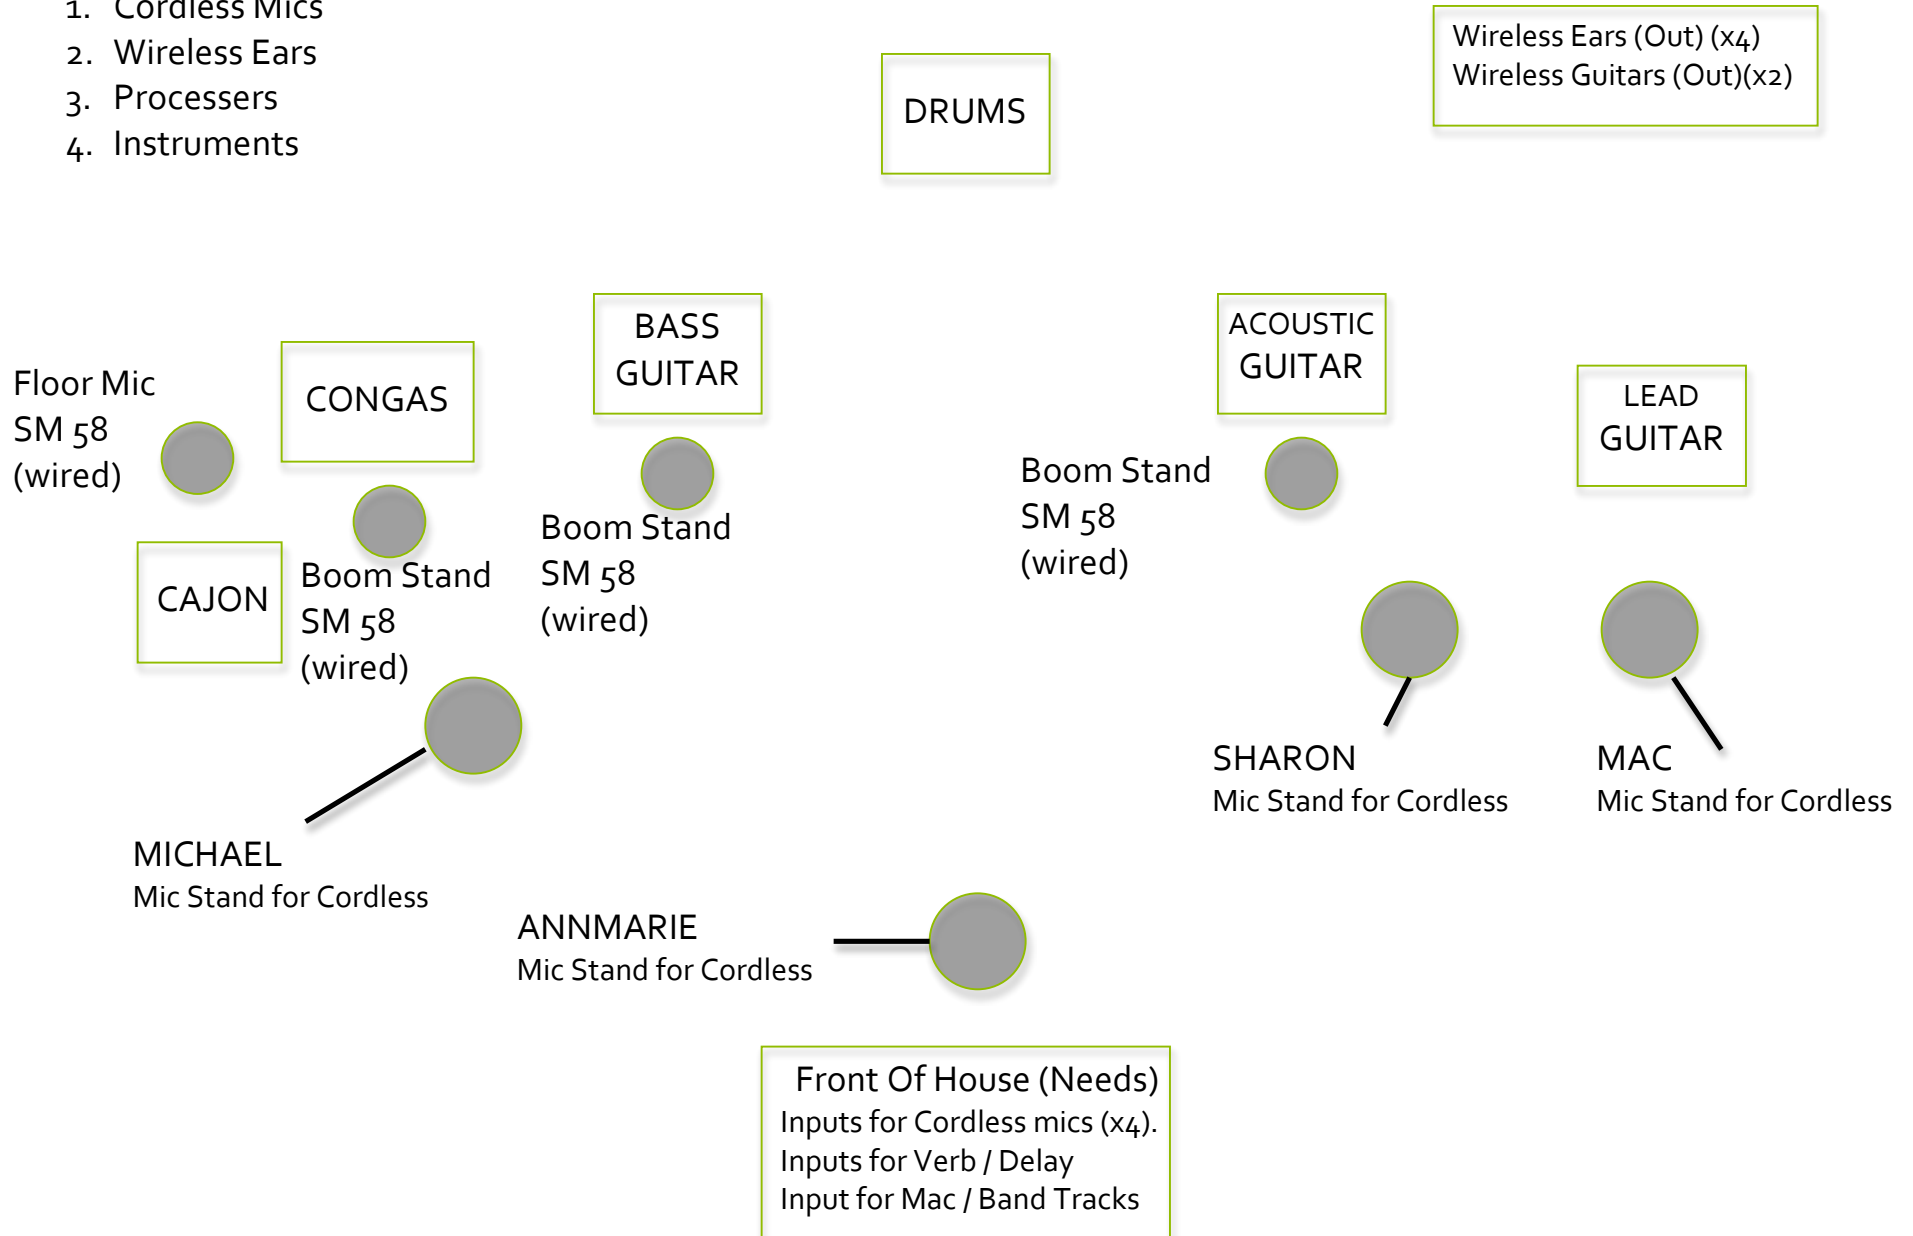 1. Cordless Mics
2. Wireless Ears
3. Processers
4. Instruments
Wireless Ears (Out) (x4)
Wireless Guitars (Out)(x2)
DRUMS
BASS
GUITAR
ACOUSTIC
GUITAR
LEAD
GUITAR
CONGAS
Floor Mic
SM 58
(wired)
CAJON
Boom Stand
SM 58
(wired)
Boom Stand
SM 58
(wired)
Boom Stand
SM 58
(wired)
SHARON
Mic Stand for Cordless
MAC
Mic Stand for Cordless
MICHAEL
Mic Stand for Cordless
ANNMARIE
Mic Stand for Cordless
Front Of House (Needs)
Inputs for Cordless mics (x4).
Inputs for Verb / Delay
Input for Mac / Band Tracks